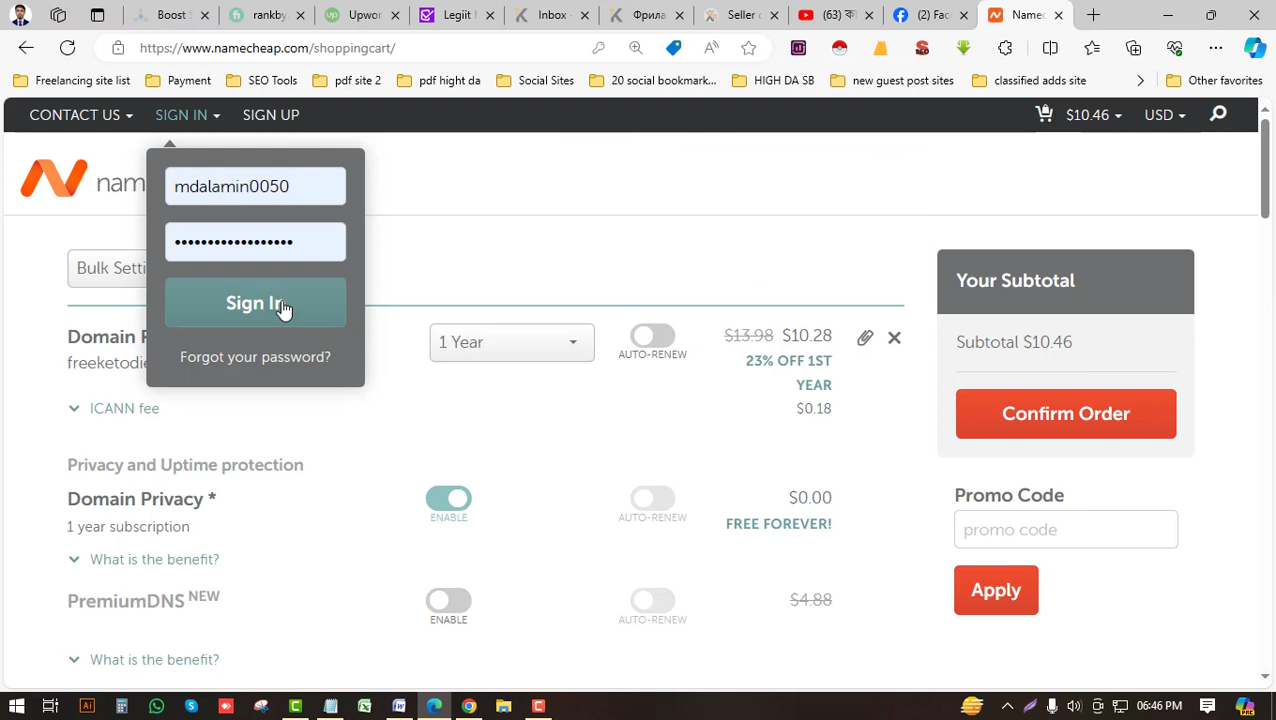 Boost
rankb
Upwor
Legiit
Inbox
Фрила
Seller c
(2) Fac
Namec
https://www.namecheap.com/shoppingcart/
Freelancing site list
Payment
SEO Tools
pdf site 2
pdf hight da
Social Sites
20 social bookmark...
HIGH DA SB
new guest post sites
classified adds site
Other favorites
CONTACT US
SIGN IN
SIGN UP
$10.46
USD
mdalamin0050
••••••••••••••••••
Sign In
Forgot your password?
name
Bulk Setti
Domain R
freeketodie
1 Year
AUTO-RENEW
$13.98 $10.28
23% OFF 1ST
YEAR
ICANN fee
$0.18
Privacy and Uptime protection
Domain Privacy *
1 year subscription
ENABLE
AUTO-RENEW
$0.00
FREE FOREVER!
What is the benefit?
PremiumDNS NEW
ENABLE
AUTO-RENEW
$4.88
What is the benefit?
Your Subtotal
Subtotal $10.46
Confirm Order
Promo Code
promo code
Apply
06:46 PM